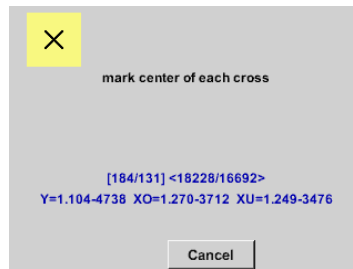 mark center of each cross
[184/131] <18228/16692>
Y=1.104-4738 XO=1.270-3712 XU=1.249-3476
Cancel